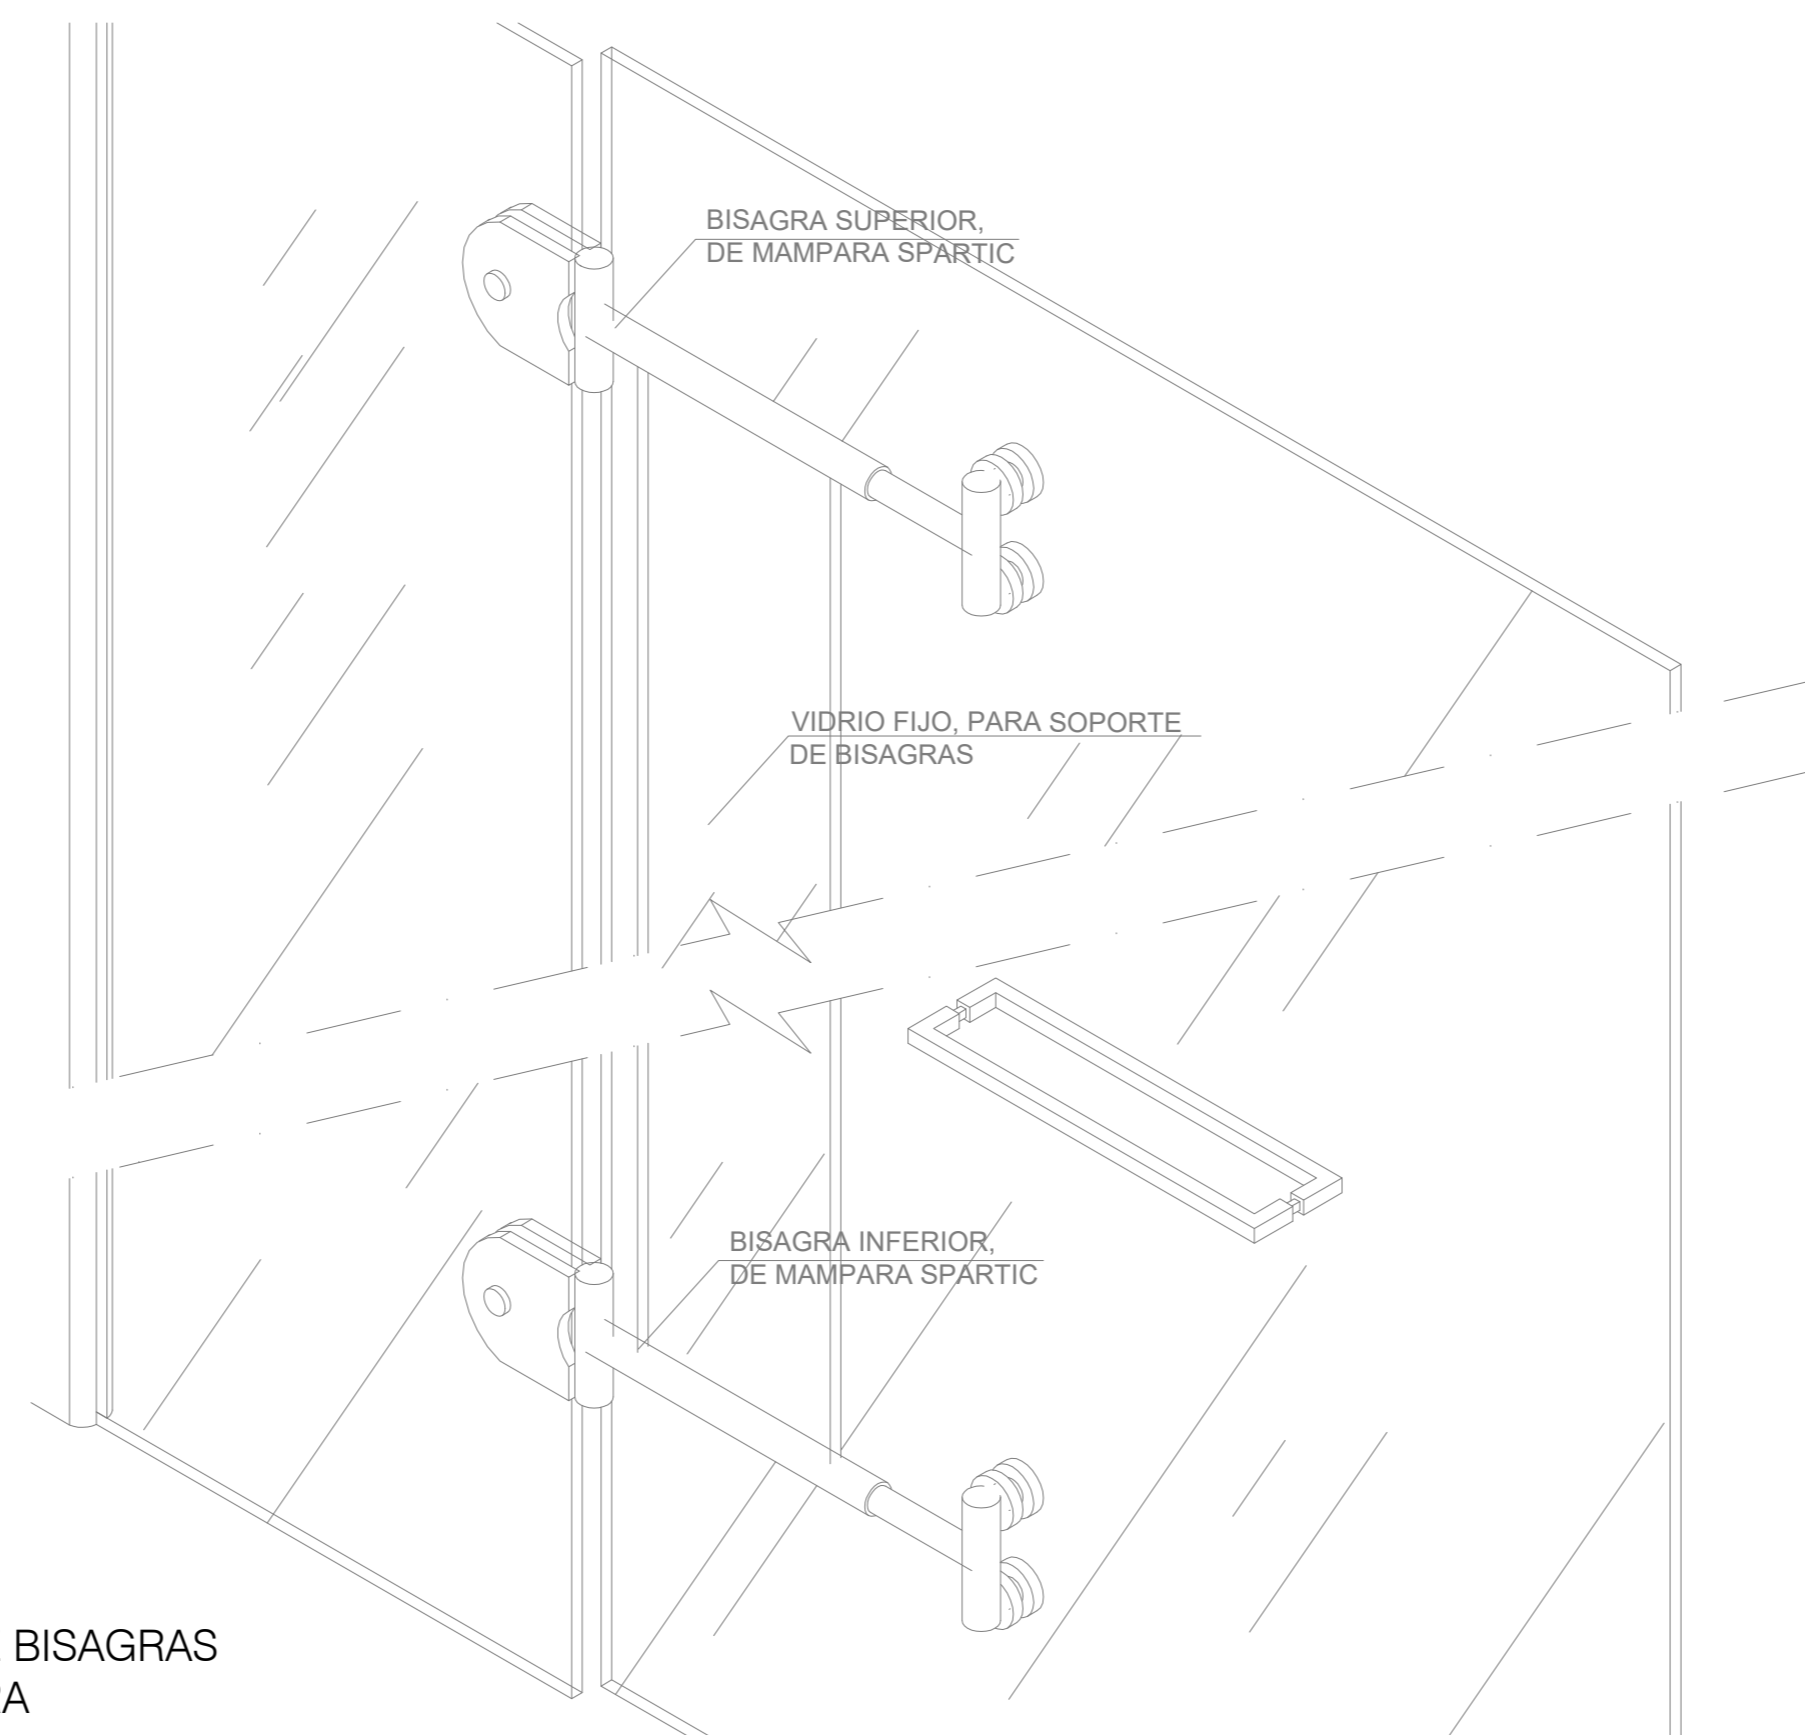 BISAGRA SUPERIOR,
DE MAMPARA SPARTIC
VIDRIO FIJO, PARA SOPORTE
DE BISAGRAS
BISAGRA INFERIOR,
DE MAMPARA SPARTIC
BISAGRAS